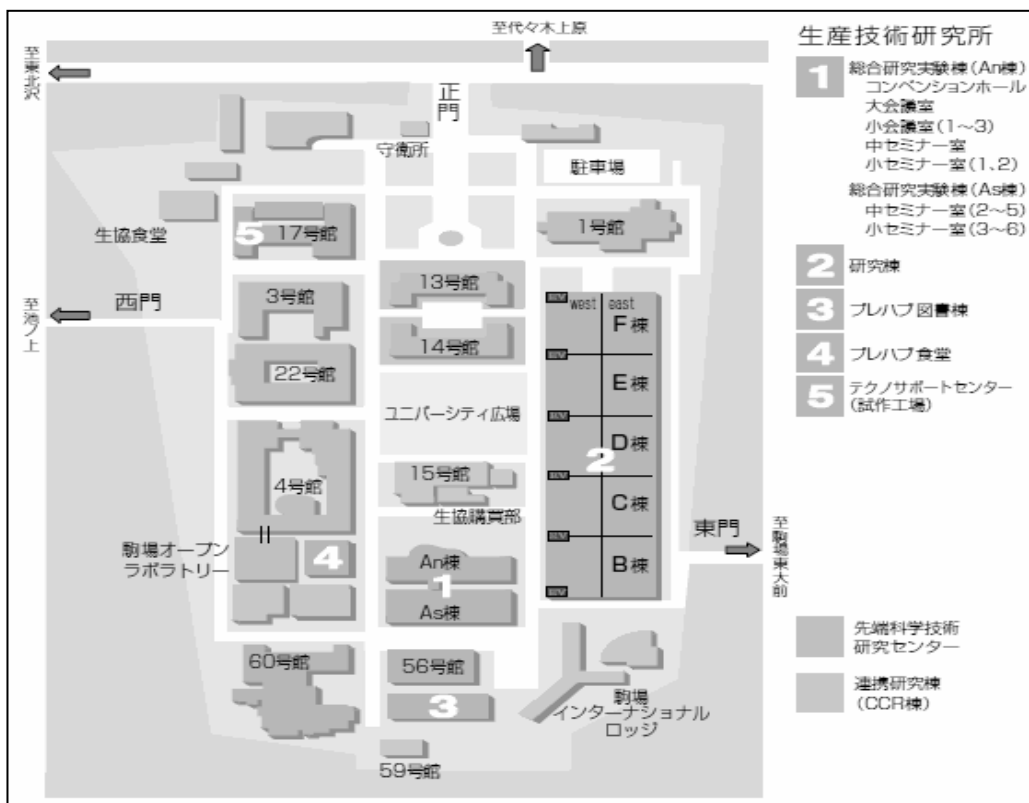 至代々木上原
至東北沢
正門
守衛所
駐車場
生協食堂
5
17号館
1号館
13号館
西門
至池ノ上
3号館
14号館
22号館
ユニバーシティ広場
EV
west
east
F棟
EV
E棟
EV
D棟
2
EV
C棟
EV
B棟
EV
4号館
15号館
生協購買部
東門
至駒場東大前
駒場オープン
ラボラトリー
4
An棟
1
As棟
60号館
56号館
3
59号館
駒場
インターナショナル
ロッジ
生産技術研究所
1
総合研究実験棟(An棟)
コンベンションホール
大会議室
小会議室(1〜3)
中セミナー室
小セミナー室(1、2)
総合研究実験棟(As棟)
中セミナー室(2〜5)
小セミナー室(3〜6)
2
研究棟
3
プレハブ図書棟
4
プレハブ食堂
5
テクノサポートセンター
(試作工場)
先端科学技術
研究センター
連携研究棟
(CCR棟)